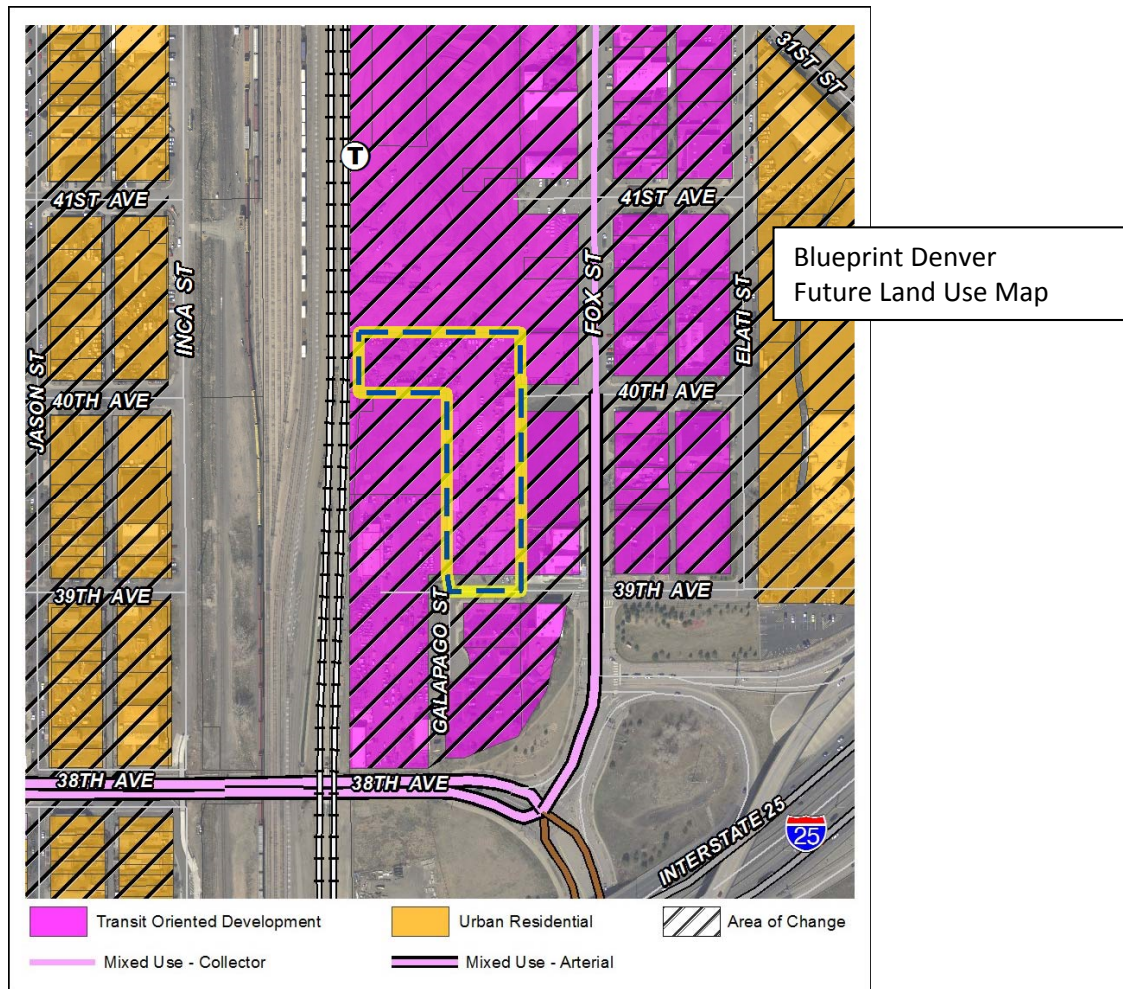 31ST ST
T
41ST AVE
41ST AVE
Blueprint Denver
Future Land Use Map
INCA ST
FOX ST
ELATI ST
JASON ST
40TH AVE
40TH AVE
39TH AVE
39TH AVE
GALAPAGO ST
38TH AVE
38TH AVE
INTERSTATE 25
25
Transit Oriented Development
Urban Residential
Area of Change
Mixed Use - Collector
Mixed Use - Arterial